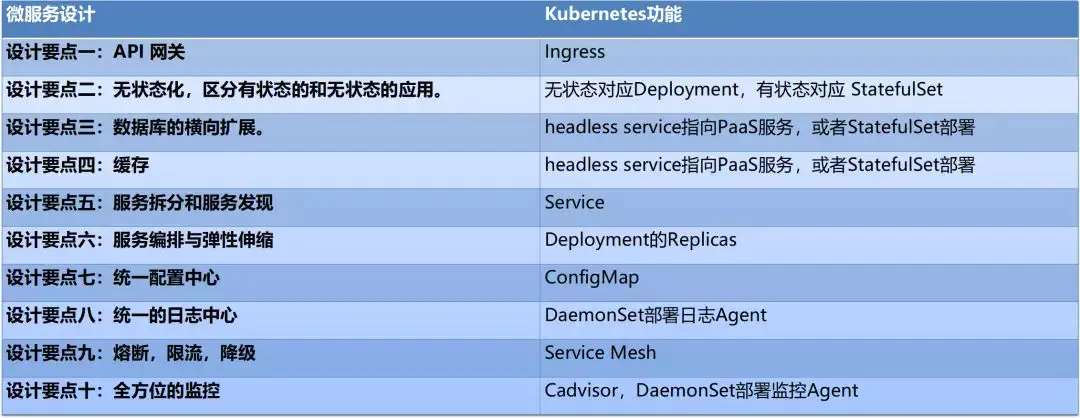 微服务设计 Kubernetes功能
设计要点一：API 网关 Ingress
设计要点二：无状态化，区分有状态的和无状态的应用。 无状态对应Deployment，有状态对应 StatefulSet
设计要点三：数据库的横向扩展。 headless service指向PaaS服务，或者StatefulSet部署
设计要点四：缓存 headless service指向PaaS服务，或者StatefulSet部署
设计要点五：服务拆分和服务发现 Service
设计要点六：服务编排与弹性伸缩 Deployment的Replicas
设计要点七：统一配置中心 ConfigMap
设计要点八：统一的日志中心 DaemonSet部署日志Agent
设计要点九：熔断，限流，降级 Service Mesh
设计要点十：全方位的监控 Cadvisor，DaemonSet部署监控Agent